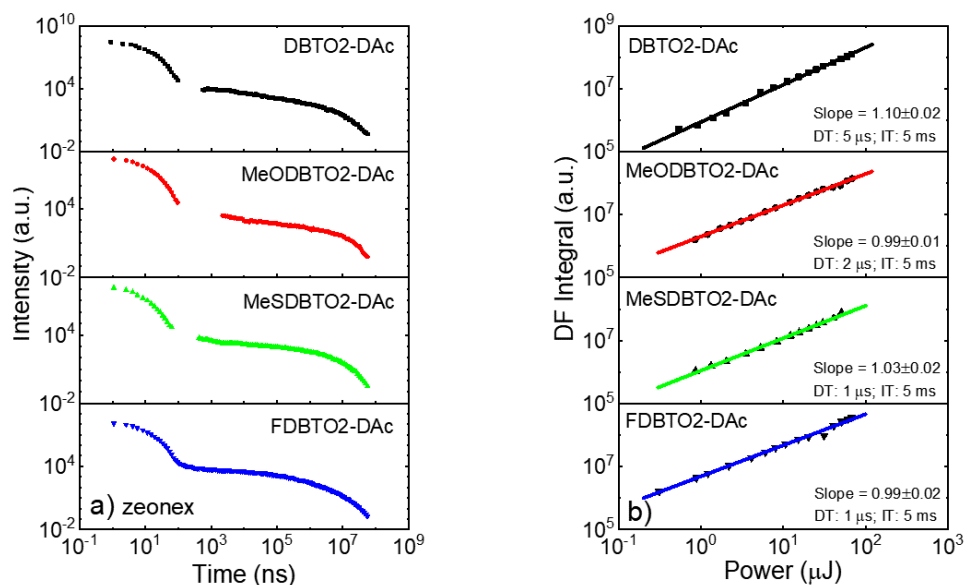 10^10
10^4
10^-2
10^4
10^-2
10^4
10^-2
10^4
10^-2
Intensity (a.u.)
DBTO2-DAc
MeODBTO2-DAc
MeSDBTO2-DAc
FDBTO2-DAc
a) zeonex
10^-1 10^1 10^3 10^5 10^7 10^9
Time (ns)
10^9
10^7
10^5
10^7
10^5
10^7
10^5
10^7
10^5
DF Integral (a.u.)
DBTO2-DAc
Slope = 1.10±0.02
DT: 5 μs; IT: 5 ms
MeODBTO2-DAc
Slope = 0.99±0.01
DT: 2 μs; IT: 5 ms
MeSDBTO2-DAc
Slope = 1.03±0.02
DT: 1 μs; IT: 5 ms
FDBTO2-DAc
Slope = 0.99±0.02
DT: 1 μs; IT: 5 ms
b)
10^-1 10^0 10^1 10^2 10^3
Power (μJ)